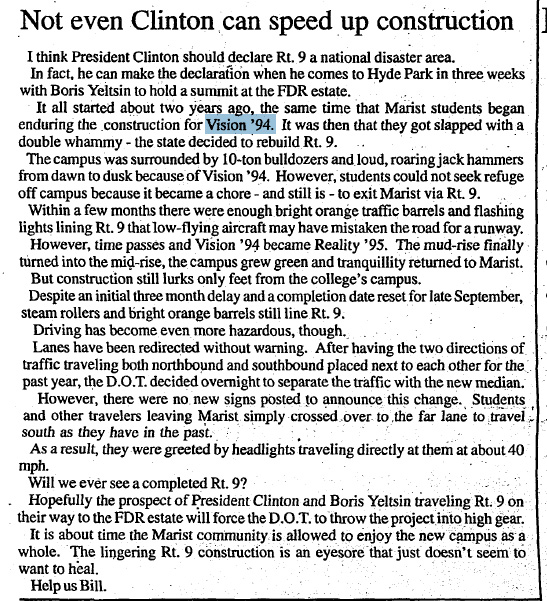 Not even Clinton can speed up construction
I think President Clinton should declare Rt. 9 a national disaster area.
In fact, he can make the declaration when he comes to Hyde Park in three weeks
with Boris Yeltsin to hold a summit at the FDR estate.
It all started about two years ago, the same time that Marist students began
enduring the construction for Vision '94. It was then that they got slapped with a
double whammy - the state decided to rebuild Rt. 9.
The campus was surrounded by 10-ton bulldozers and loud, roaring jack hammers
from dawn to dusk because of Vision '94. However, students could not seek refuge
off campus because it became a chore - and still is - to exit Marist via Rt. 9.
Within a few months there were enough bright orange traffic barrels and flashing
lights lining Rt. 9 that low-flying aircraft may have mistaken the road for a runway.
However, time passes and Vision '94 became Reality '95. The mud-rise finally
turned into the mid-rise, the campus grew green and tranquillity returned to Marist.
But construction still lurks only feet from the college's campus.
Despite an initial three month delay and a completion date reset for late September,
steam rollers and bright orange barrels still line Rt. 9.
Driving has become even more hazardous, though.
Lanes have been redirected without warning. After having the two directions of
traffic traveling both northbound and southbound placed next to each other for the
past year, the D.O.T. decided overnight to separate the traffic with the new median.
However, there were no new signs posted to announce this change. Students
and other travelers leaving Marist simply crossed over to the far lane to travel
south as they have in the past.
As a result, they were greeted by headlights traveling directly at them at about 40
mph.
Will we ever see a completed Rt. 9?
Hopefully the prospect of President Clinton and Boris Yeltsin traveling Rt. 9 on
their way to the FDR estate will force the D.O.T. to throw the project into high gear.
It is about time the Marist community is allowed to enjoy the new campus as a
whole. The lingering Rt. 9 construction is an eyesore that just doesn't seem to
want to heal.
Help us Bill.